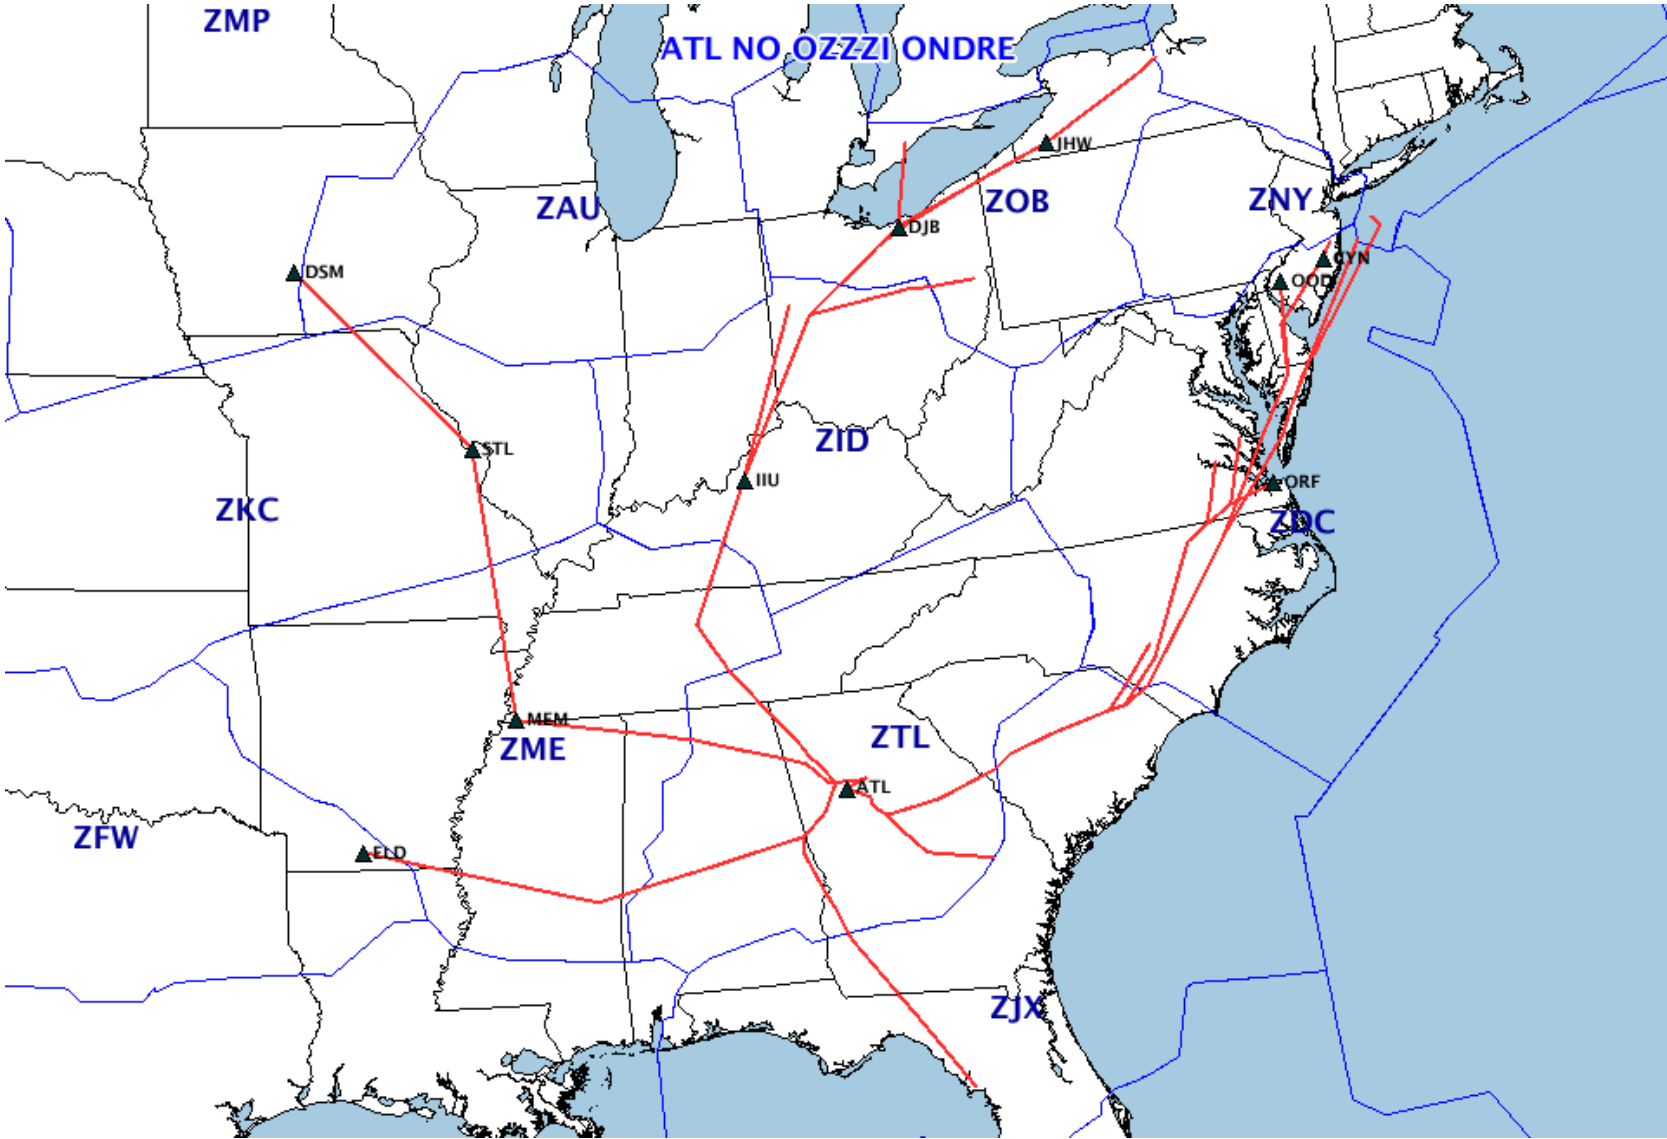 ZMP
ATL NO OZZZI ONDRE
JHW
ZAU
ZOB
ZNY
DJB
CYN
DSM
OOD
STL
ZID
IIU
ORF
ZKC
ZDC
MEM
ZME
ZTL
ATL
ZFW
ELD
ZJX